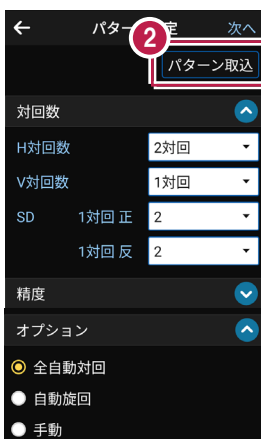 ← パター 定 次へ
2
パターン取込
対回数
H対回数 2対回
V対回数 1対回
SD 1対回 正 2
1対回 反 2
精度
オプション
全自動対回
自動旋回
手動